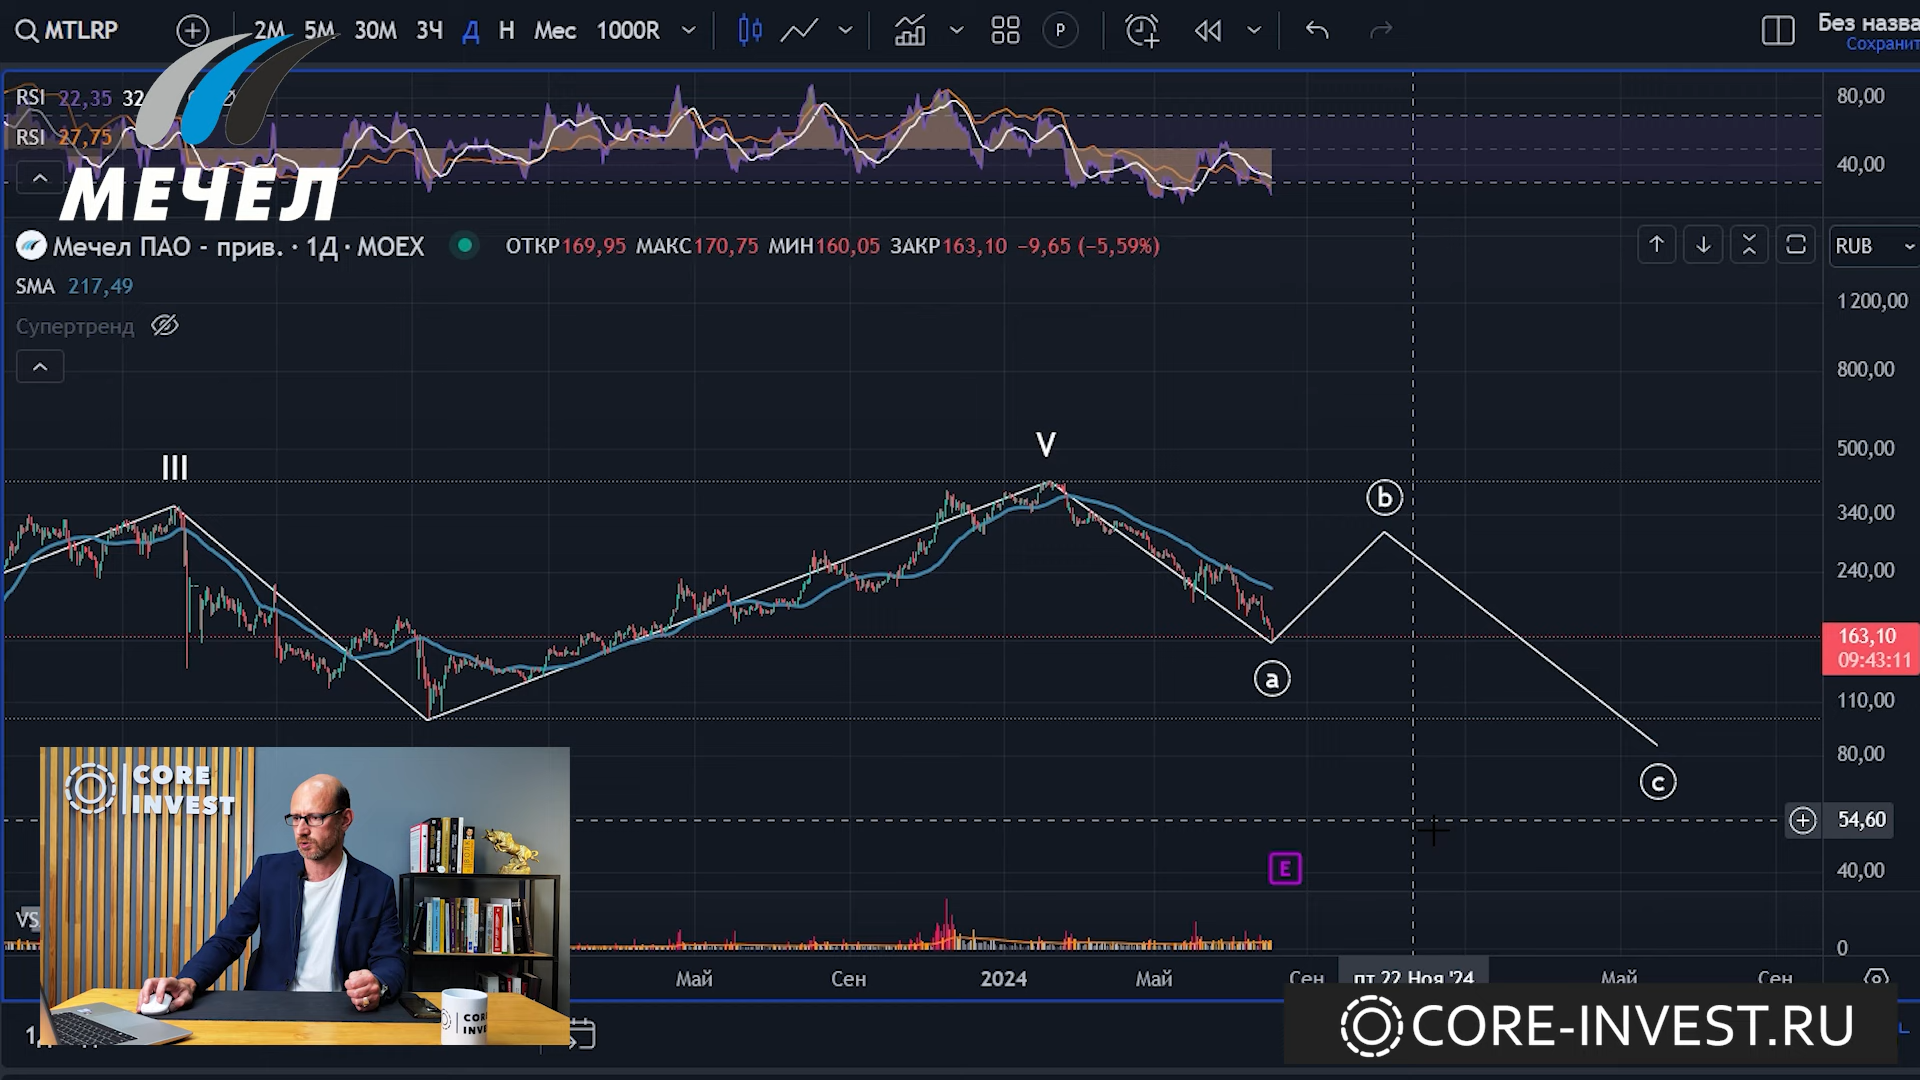 MTLRP 2М 5М 30М 3Ч Д Н Мес 1000R P
Без назва
Сохранит
RSI 22,35 32
RSI 27,75
МЕЧЕЛ
80,00
40,00
Мечел ПАО - прив. · 1Д · MOEX ОТКР169,95 МАКС170,75 МИН160,05 ЗАКР163,10 −9,65 (−5,59%)
RUB
SMA 217,49
Супертренд
1 200,00
800,00
500,00
340,00
240,00
163,10
09:43:11
110,00
80,00
54,60
40,00
0
III
V
b
a
c
E
VS
CORE
INVEST
CORE
INVE
Май Сен 2024 Май Сен пт 22 Ноя '24 Май Сен
CORE-INVEST.RU